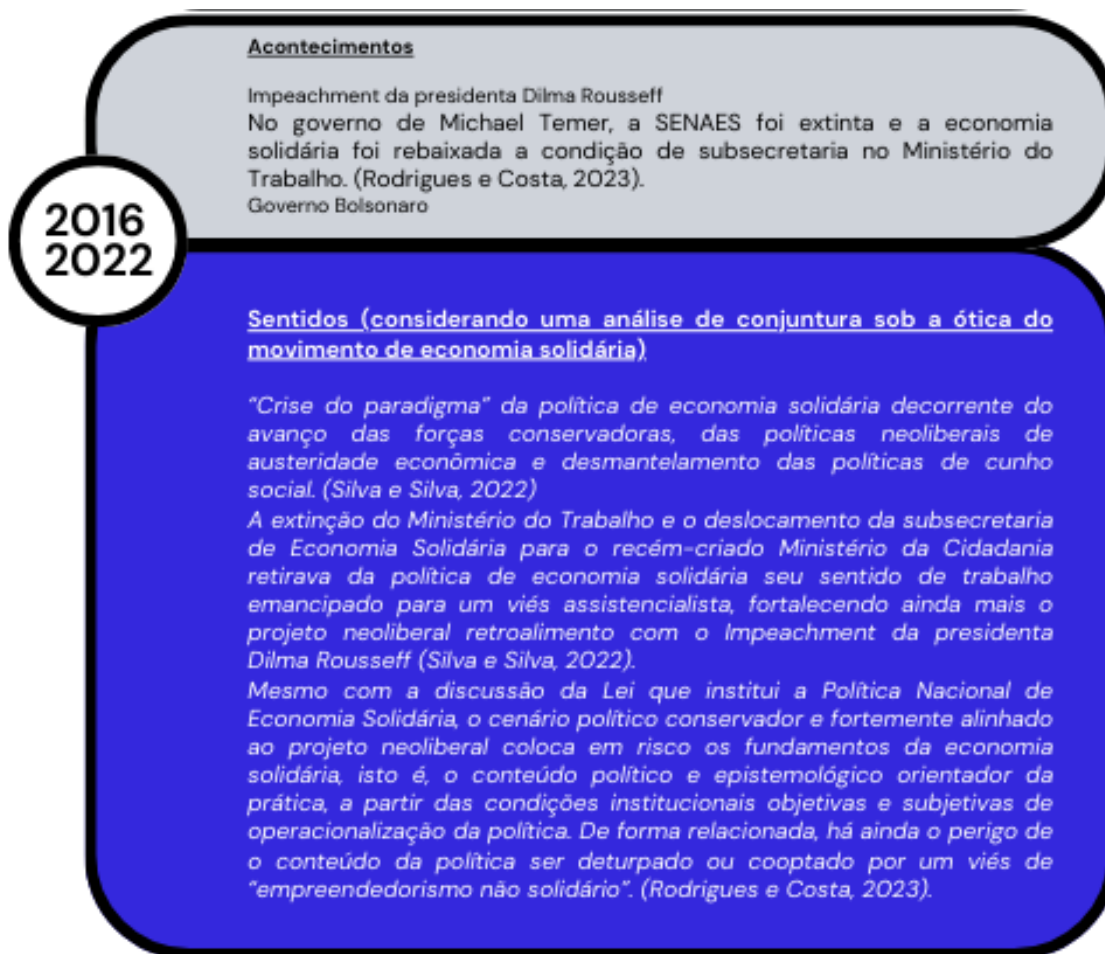 Acontecimentos
Impeachment da presidenta Dilma Rousseff
No governo de Michael Temer, a SENAES foi extinta e a economia
solidária foi rebaixada a condição de subsecretaria no Ministério do
Trabalho. (Rodrigues e Costa, 2023).
Governo Bolsonaro
2016
2022
Sentidos (considerando uma análise de conjuntura sob a ótica do
movimento de economia solidária)
“Crise do paradigma” da política de economia solidária decorrente do
avanço das forças conservadoras, das políticas neoliberais de
austeridade econômica e desmantelamento das políticas de cunho
social. (Silva e Silva, 2022)
A extinção do Ministério do Trabalho e o deslocamento da subsecretaria
de Economia Solidária para o recém-criado Ministério da Cidadania
retirava da política de economia solidária seu sentido de trabalho
emancipado para um viés assistencialista, fortalecendo ainda mais o
projeto neoliberal retroalimento com o Impeachment da presidenta
Dilma Rousseff (Silva e Silva, 2022).
Mesmo com a discussão da Lei que institui a Política Nacional de
Economia Solidária, o cenário político conservador e fortemente alinhado
ao projeto neoliberal coloca em risco os fundamentos da economia
solidária, isto é, o conteúdo político e epistemológico orientador da
prática, a partir das condições institucionais objetivas e subjetivas de
operacionalização da política. De forma relacionada, há ainda o perigo de
o conteúdo da política ser deturpado ou cooptado por um viés de
“empreendedorismo não solidário”. (Rodrigues e Costa, 2023).